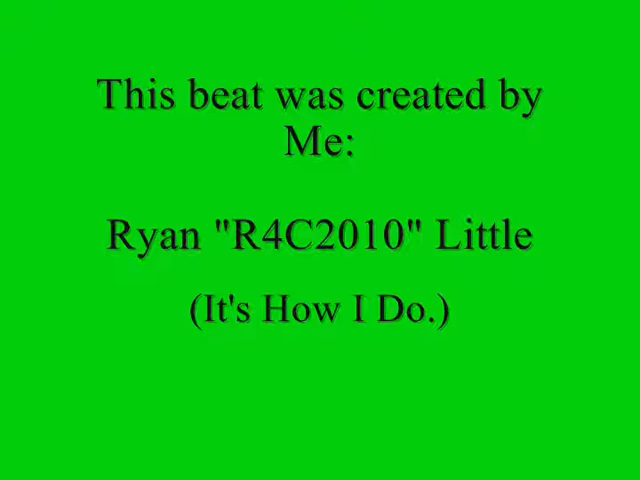 This beat was created by
Me:
Ryan "R4C2010" Little
(It's How I Do.)